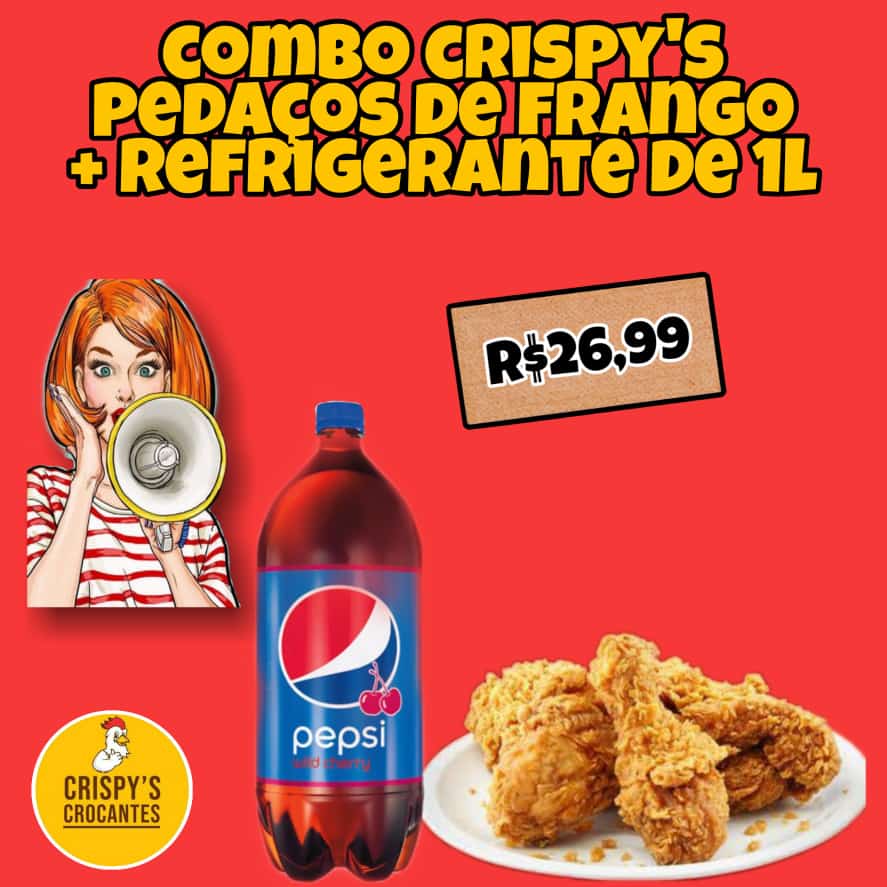 COMBO CRISPY'S
PEDAÇOS DE FRANGO
+ REFRIGERANTE DE 1L
R$26,99
pepsi
wild cherry
CRISPY'S
CROCANTES